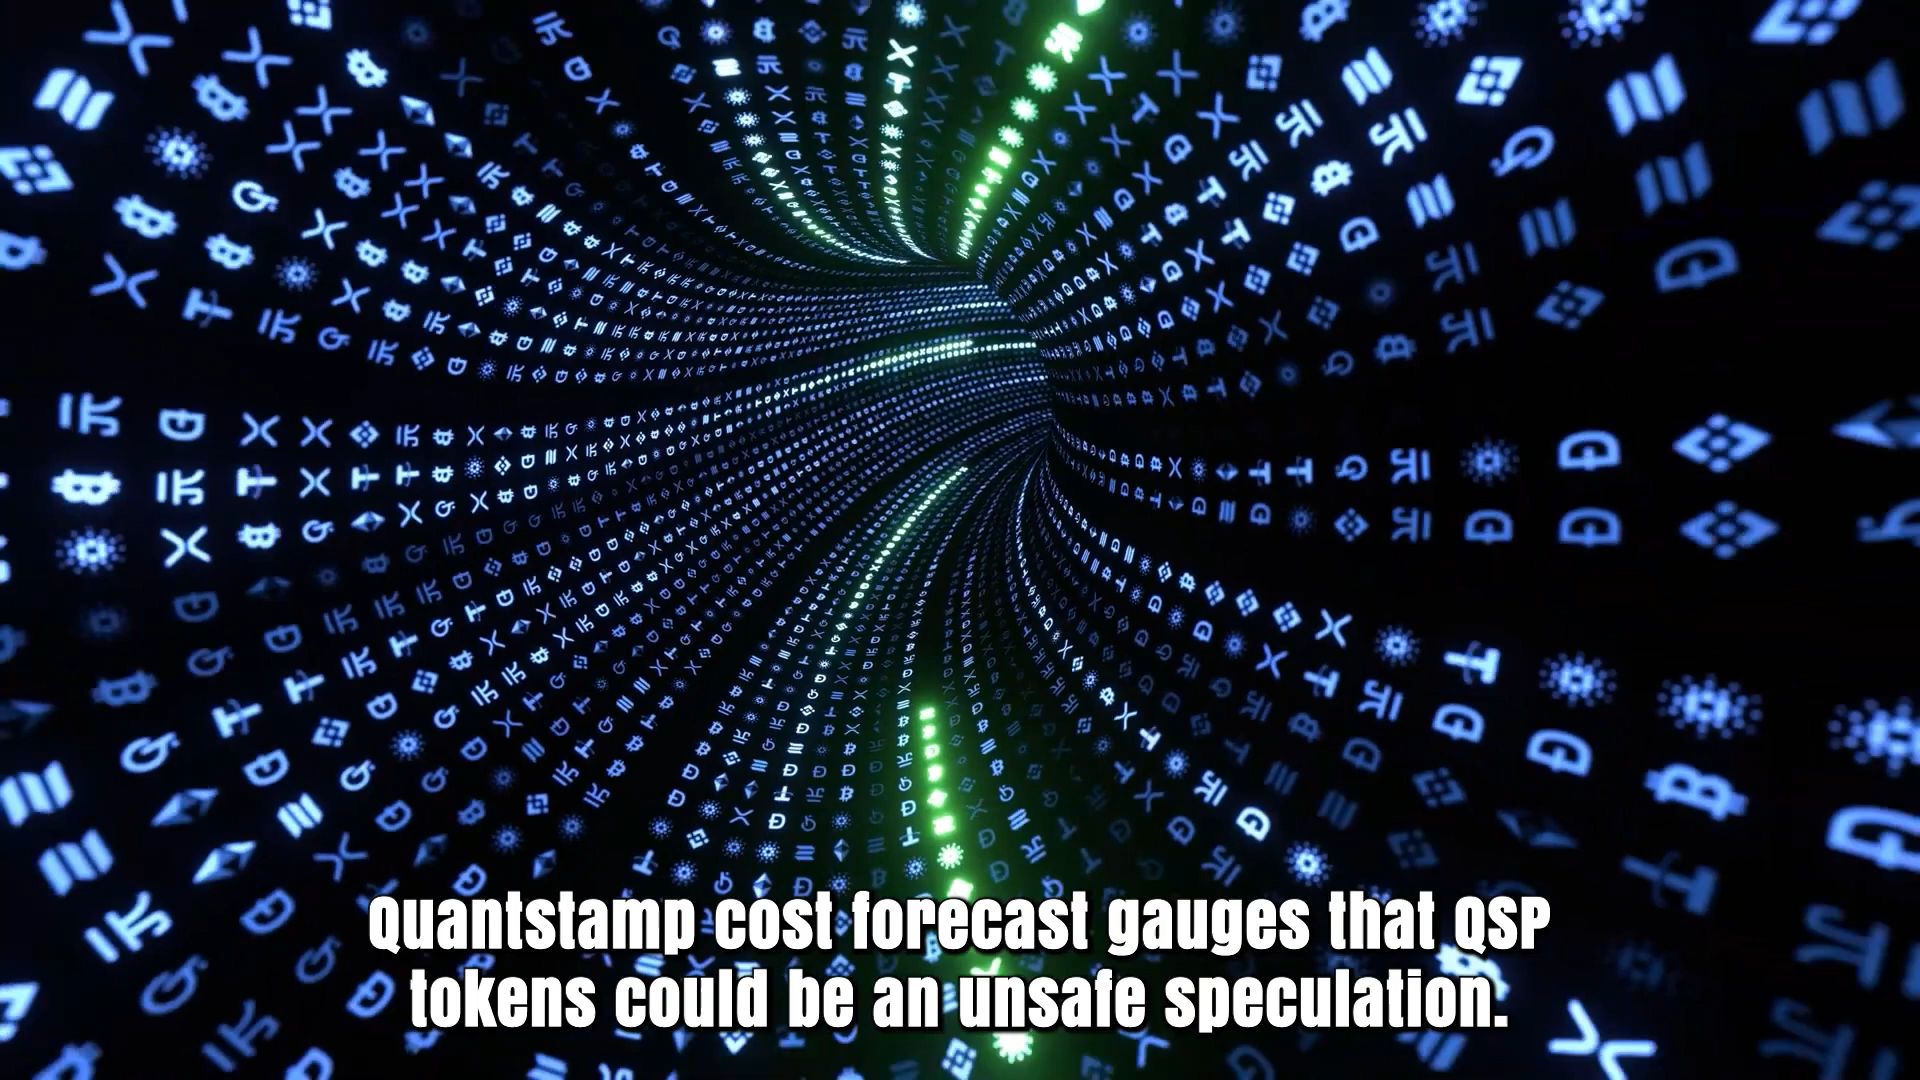 Quantstamp cost forecast gauges that QSP
tokens could be an unsafe speculation.